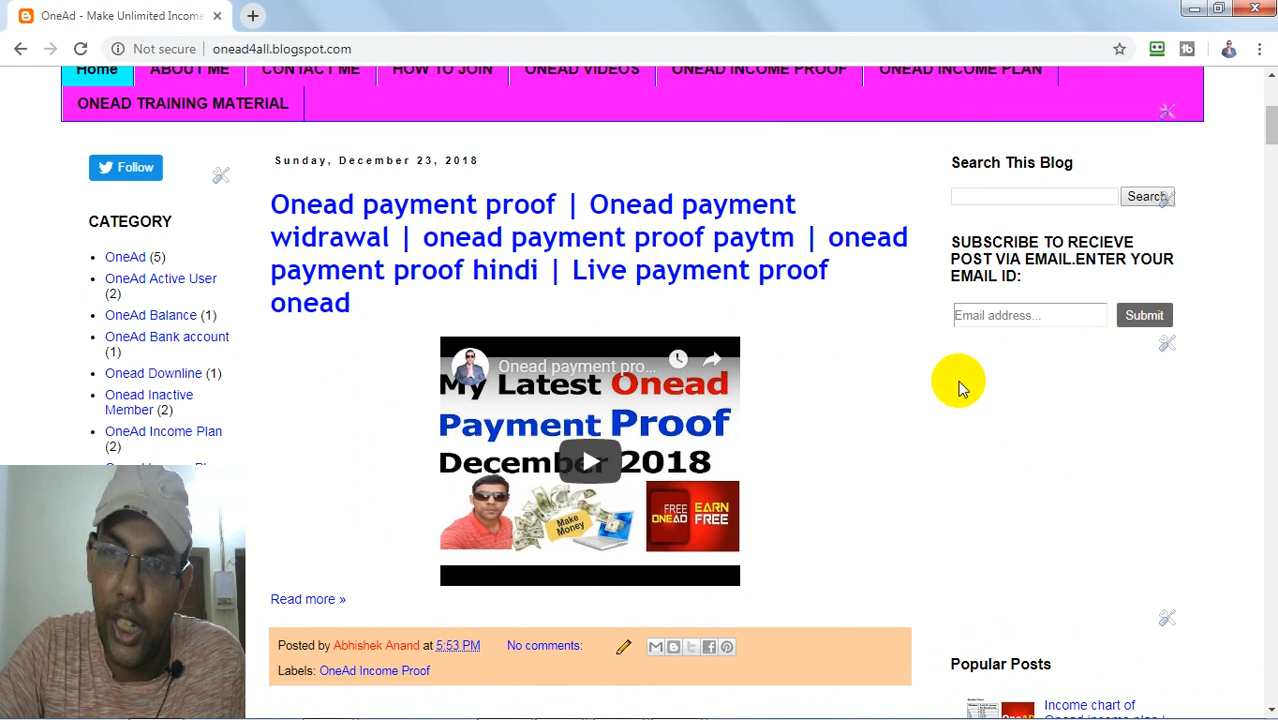 OneAd - Make Unlimited Income
Not secure
onead4all.blogspot.com
Home
ABOUT ME
CONTACT ME
HOW TO JOIN
ONEAD VIDEOS
ONEAD INCOME PROOF
ONEAD INCOME PLAN
ONEAD TRAINING MATERIAL
Follow
CATEGORY
OneAd (5)
OneAd Active User
(2)
OneAd Balance (1)
OneAd Bank account
(1)
Onead Downline (1)
Onead Inactive
Member (2)
OneAd Income Plan
(2)
Sunday, December 23, 2018
Onead payment proof | Onead payment
widrawal | onead payment proof paytm | onead
payment proof hindi | Live payment proof
onead
Onead payment pro...
My Latest Onead
Payment Proof
December 2018
Make
Money
FREE EARN
ONEAD FREE
Read more »
Posted by Abhishek Anand at 5:53 PM No comments:
Labels: OneAd Income Proof
Search This Blog
Search
SUBSCRIBE TO RECIEVE
POST VIA EMAIL.ENTER YOUR
EMAIL ID:
Email address...
Submit
Popular Posts
Income chart of